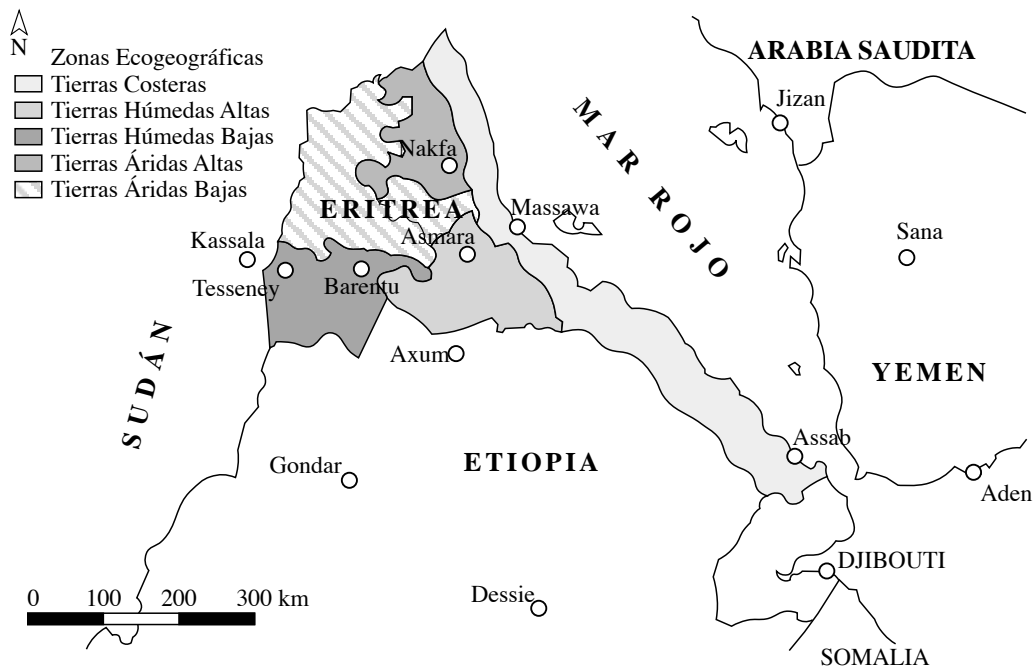 N
Zonas Ecogeográficas
Tierras Costeras
Tierras Húmedas Altas
Tierras Húmedas Bajas
Tierras Áridas Altas
Tierras Áridas Bajas
ARABIA SAUDITA
Jizan
MAR ROJO
Nakfa
ERITREA
Massawa
Asmara
Kassala
Tesseney
Barentu
Sana
SUDÁN
Axum
YEMEN
Assab
Gondar
ETIOPIA
Aden
DJIBOUTI
Dessie
0 100 200 300 km
SOMALIA